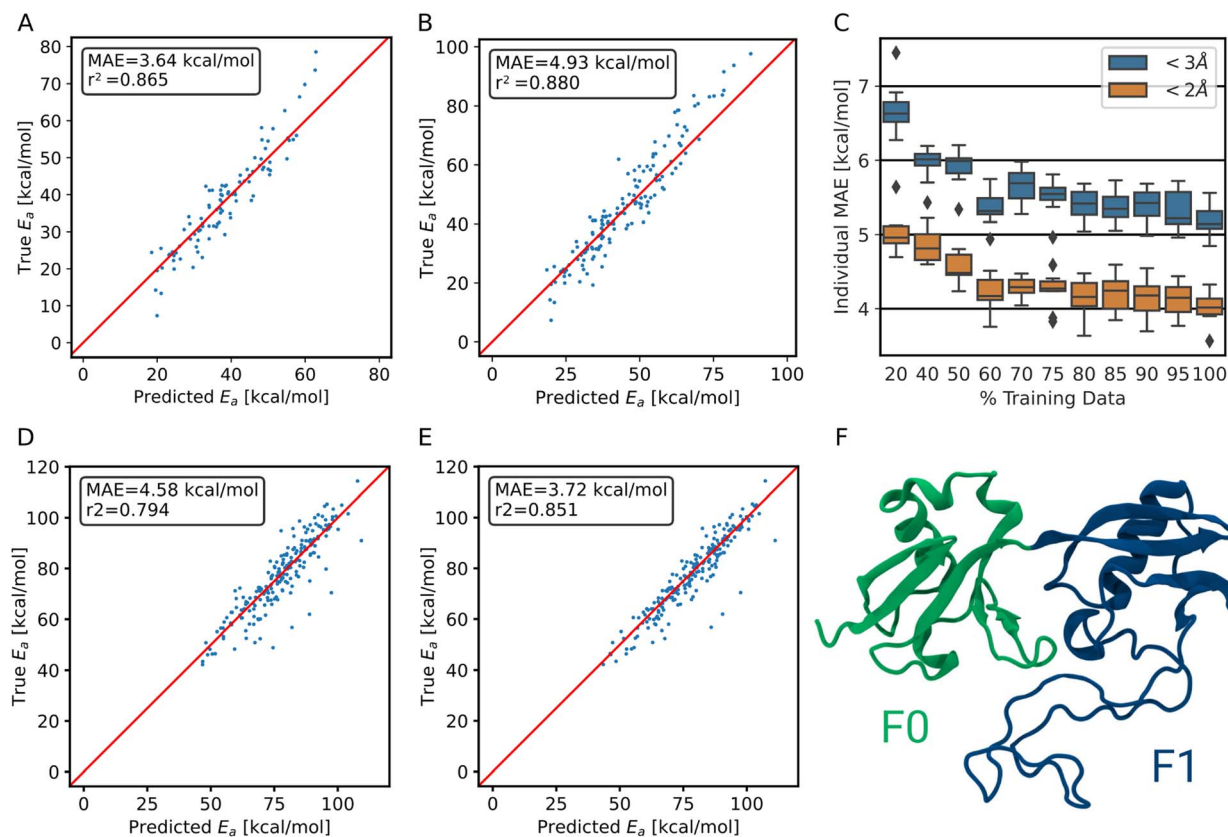 A
MAE=3.64 kcal/mol
r² =0.865
True Eₐ [kcal/mol]
80
70
60
50
40
30
20
10
0
0 20 40 60 80
Predicted Eₐ [kcal/mol]
B
MAE=4.93 kcal/mol
r² =0.880
True Eₐ [kcal/mol]
100
80
60
40
20
0
0 20 40 60 80 100
Predicted Eₐ [kcal/mol]
C
< 3Å
< 2Å
Individual MAE [kcal/mol]
7
6
5
4
20 40 50 60 70 75 80 85 90 95 100
% Training Data
D
MAE=4.58 kcal/mol
r2=0.794
True Eₐ [kcal/mol]
120
100
80
60
40
20
0
0 25 50 75 100
Predicted Eₐ [kcal/mol]
E
MAE=3.72 kcal/mol
r2=0.851
True Eₐ [kcal/mol]
120
100
80
60
40
20
0
0 25 50 75 100
Predicted Eₐ [kcal/mol]
F
F0
F1